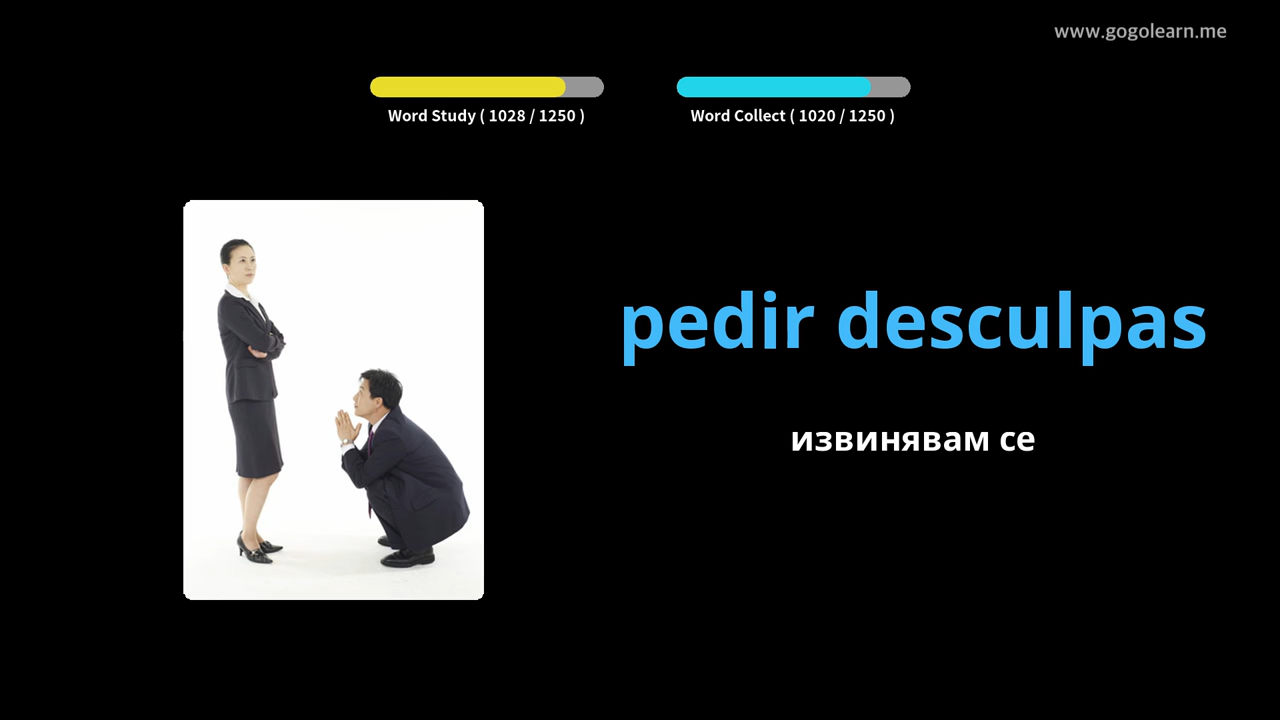 www.gogolearn.me
Word Study ( 1028 / 1250 )
Word Collect ( 1020 / 1250 )
pedir desculpas
извинявам се